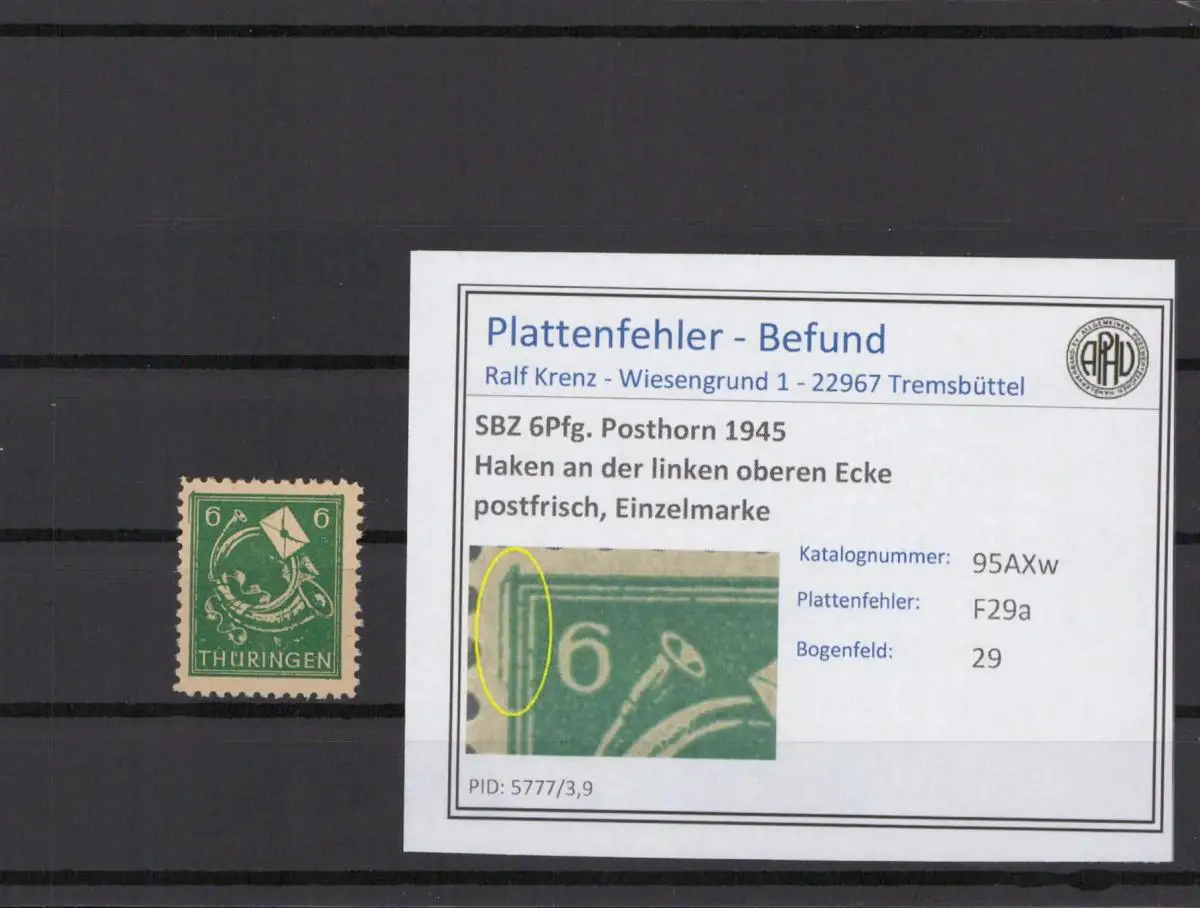 6 6
THÜRINGEN
Plattenfehler - Befund
Ralf Krenz - Wiesengrund 1 - 22967 Tremsbüttel
APHV
SBZ 6Pfg. Posthorn 1945
Haken an der linken oberen Ecke
postfrisch, Einzelmarke
6
Katalognummer: 95AXw
Plattenfehler: F29a
Bogenfeld: 29
PID: 5777/3,9